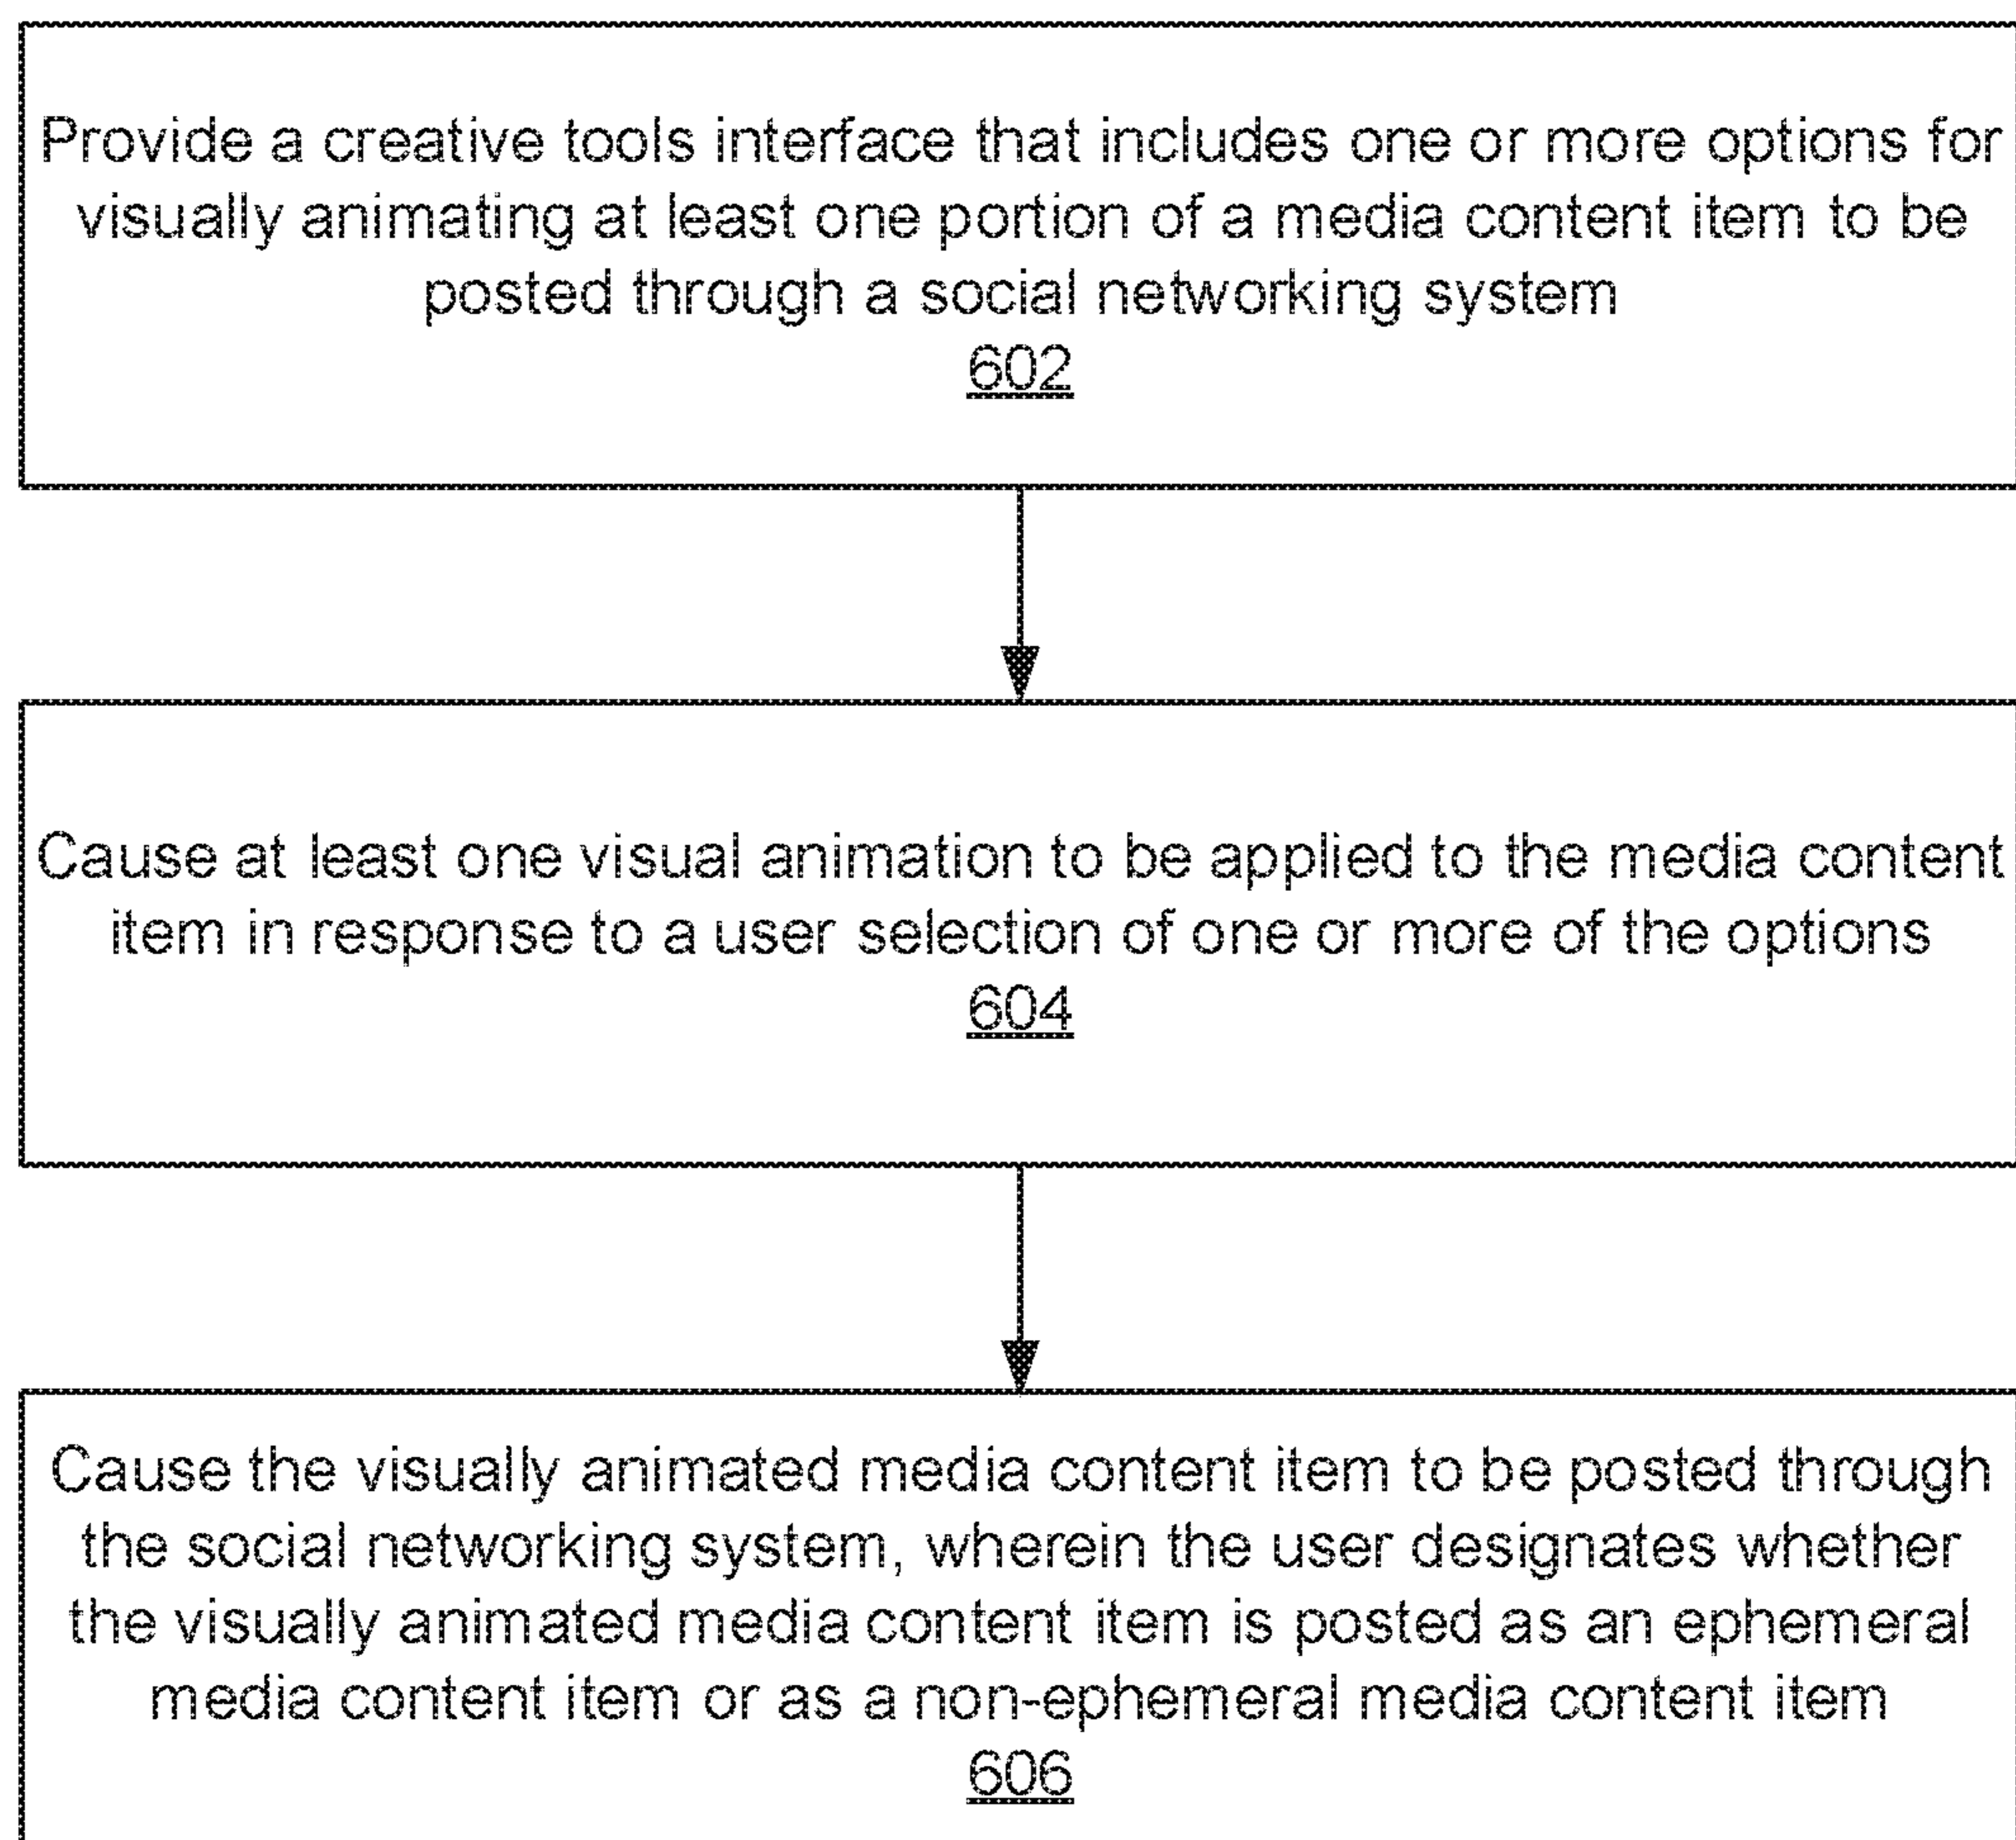 Provide a creative tools interface that includes one or more options for
visually animating at least one portion of a media content item to be
posted through a social networking system
602
Cause at least one visual animation to be applied to the media content
item in response to a user selection of one or more of the options
604
Cause the visually animated media content item to be posted through
the social networking system, wherein the user designates whether
the visually animated media content item is posted as an ephemeral
media content item or as a non-ephemeral media content item
606